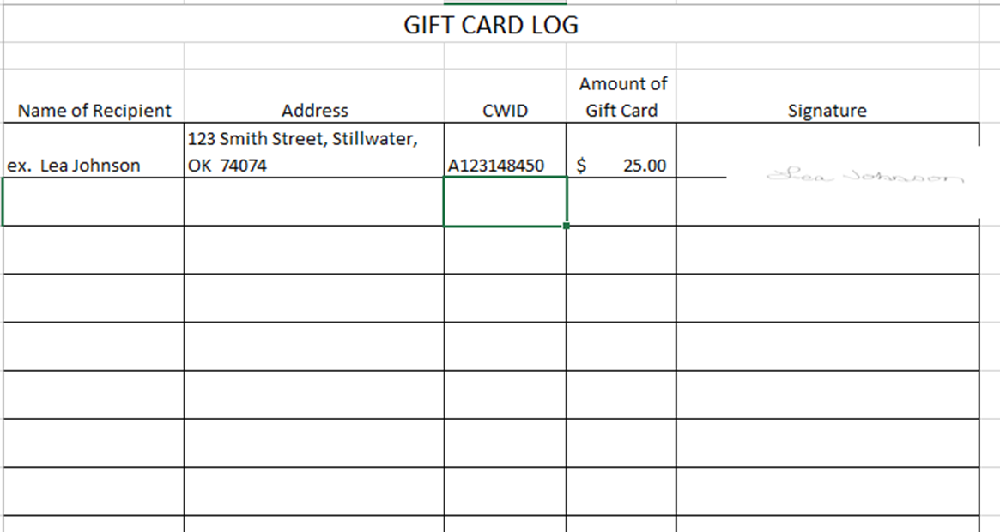 GIFT CARD LOG
Name of Recipient Address CWID Amount of Gift Card Signature
ex. Lea Johnson 123 Smith Street, Stillwater, OK 74074 A123148450 $ 25.00 Lea Johnson